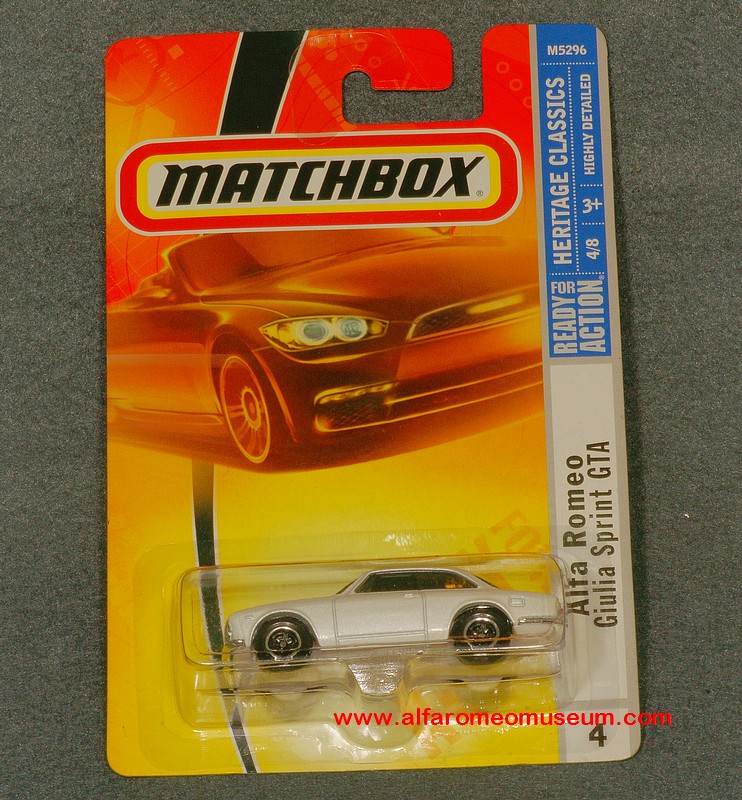 MATCHBOX®
M5296
HERITAGE CLASSICS
HIGHLY DETAILED
4/8
3+
READY FOR
ACTION®
Alfa Romeo
Giulia Sprint GTA
4
www.alfaromeomuseum.com